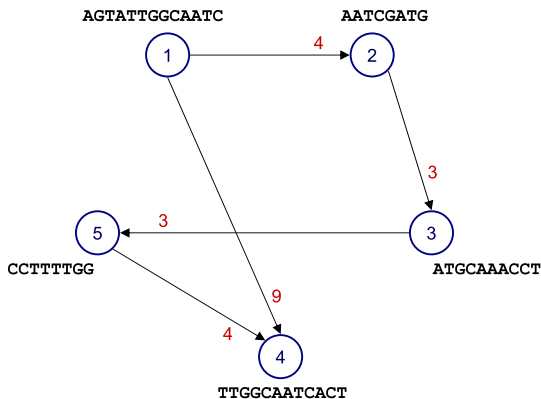 AGTATTGGCAATC AATCGATG
1 4 2
3
5 3 3
CCTTTTGG ATGCAAACCT
9
4 4
TTGGCAATCACT